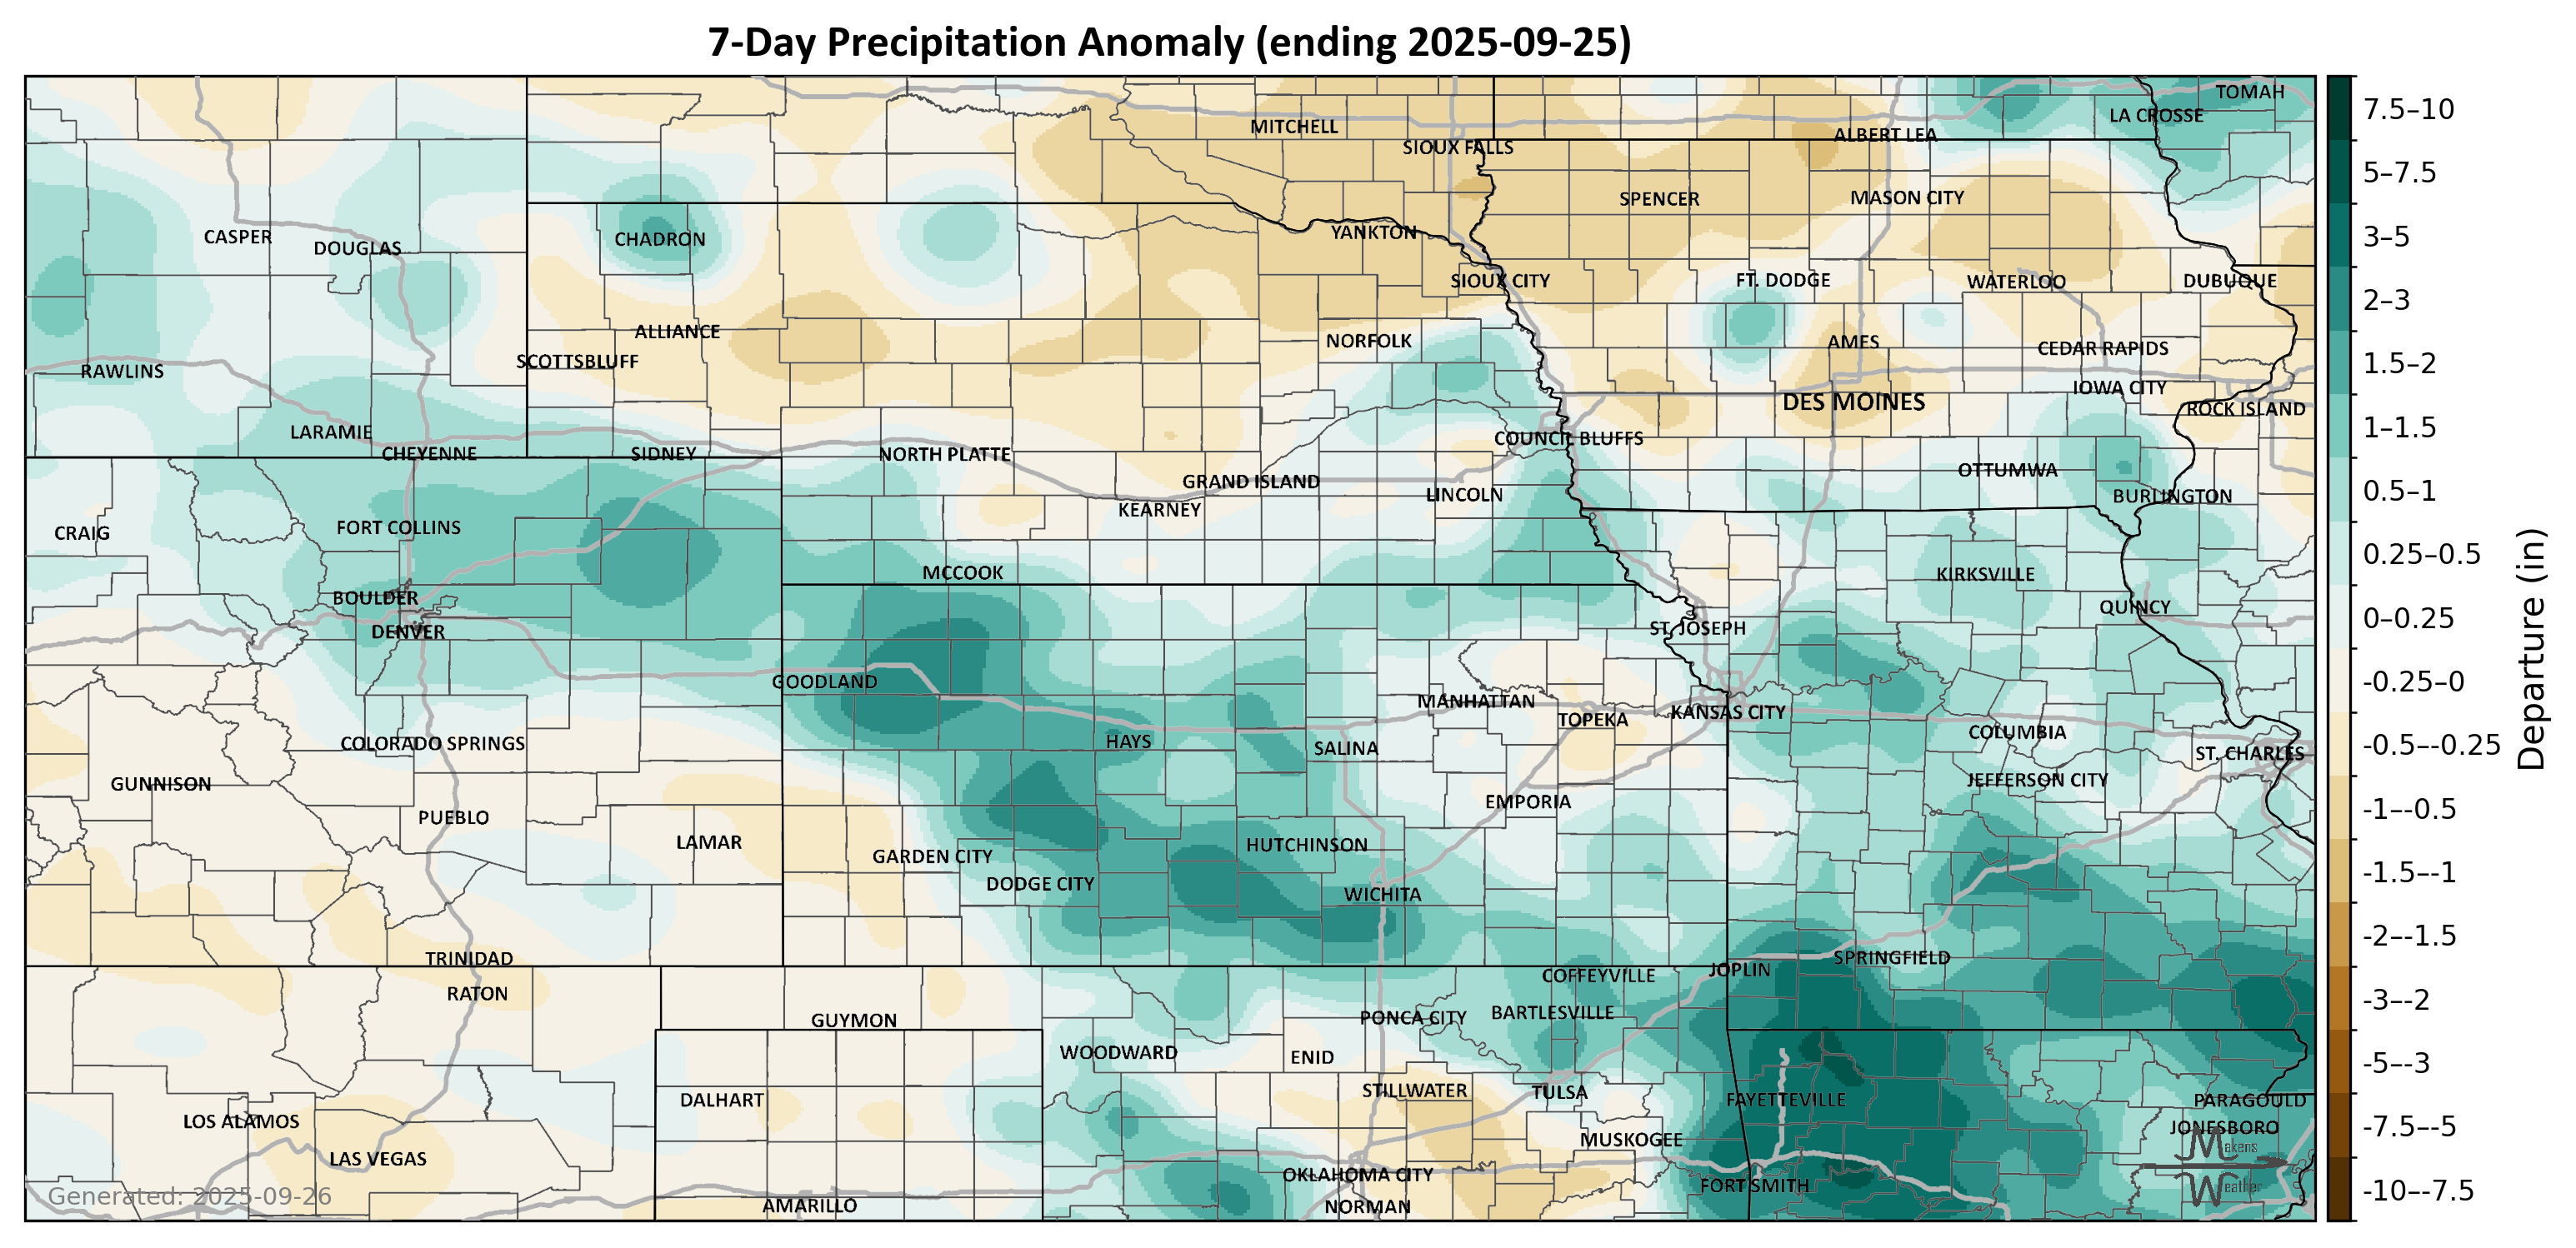 7-Day Precipitation Anomaly (ending 2025-09-25)
TOMAH
LA CROSSE
MITCHELL
ALBERT LEA
SIOUX FALLS
SPENCER
MASON CITY
YANKTON
CASPER
CHADRON
DOUGLAS
SIOUX CITY
FT. DODGE
WATERLOO
DUBUQUE
ALLIANCE
NORFOLK
AMES
CEDAR RAPIDS
SCOTTSBLUFF
RAWLINS
IOWA CITY
DES MOINES
ROCK ISLAND
LARAMIE
COUNCIL BLUFFS
CHEYENNE
SIDNEY
NORTH PLATTE
OTTUMWA
GRAND ISLAND
LINCOLN
BURLINGTON
KEARNEY
FORT COLLINS
CRAIG
MCCOOK
KIRKSVILLE
BOULDER
QUINCY
DENVER
ST. JOSEPH
GOODLAND
MANHATTAN
KANSAS CITY
TOPEKA
COLUMBIA
COLORADO SPRINGS
HAYS
SALINA
ST. CHARLES
GUNNISON
JEFFERSON CITY
EMPORIA
PUEBLO
LAMAR
HUTCHINSON
GARDEN CITY
DODGE CITY
WICHITA
TRINIDAD
SPRINGFIELD
JOPLIN
COFFEYVILLE
RATON
BARTLESVILLE
PONCA CITY
GUYMON
WOODWARD
ENID
STILLWATER
TULSA
DALHART
FAYETTEVILLE
PARAGOULD
LOS ALAMOS
JONESBORO
MUSKOGEE
LAS VEGAS
OKLAHOMA CITY
FORT SMITH
AMARILLO
NORMAN
Makens
Weather
Generated: 2025-09-26
7.5–10
5–7.5
3–5
2–3
1.5–2
1–1.5
0.5–1
0.25–0.5
0–0.25
-0.25–0
-0.5–-0.25
-1–-0.5
-1.5–-1
-2–-1.5
-3–-2
-5–-3
-7.5–-5
-10–-7.5
Departure (in)